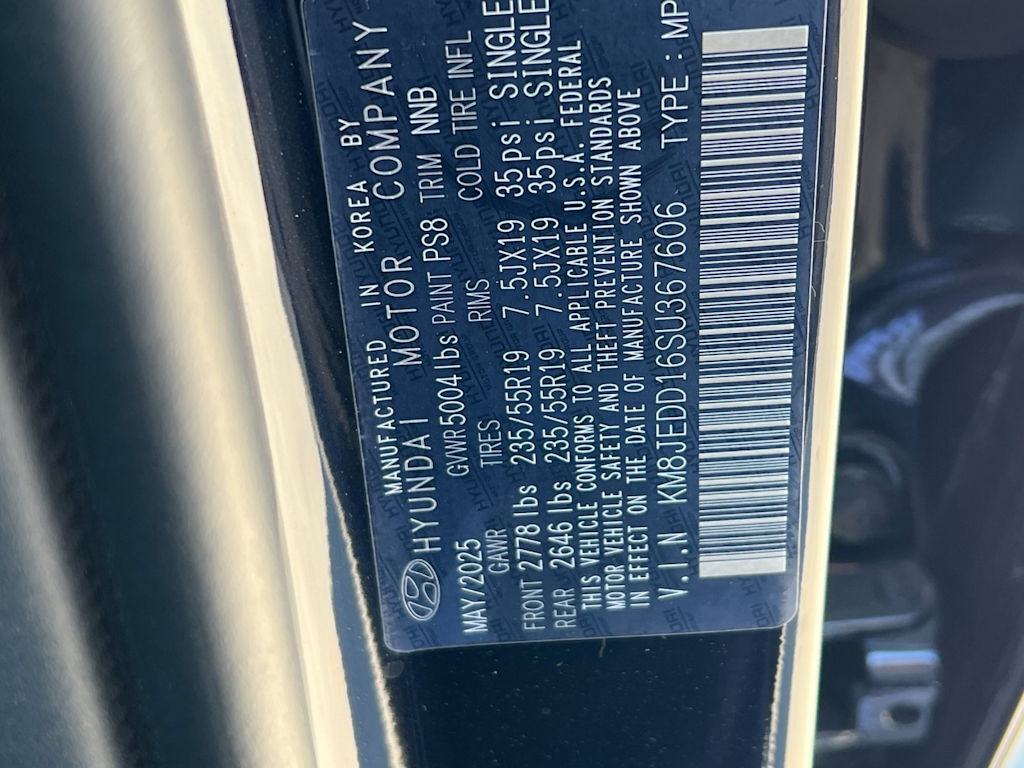 MANUFACTURED IN KOREA BY
HYUNDAI MOTOR COMPANY
MAY/2025 GVWR5004lbs PAINT PS8 TRIM NNB
GAWR TIRES RIMS COLD TIRE INFL
FRONT 2778 lbs 235/55R19 7.5JX19 35psi SINGLE
REAR 2646 lbs 235/55R19 7.5JX19 35psi SINGLE
THIS VEHICLE CONFORMS TO ALL APPLICABLE U.S.A. FEDERAL
MOTOR VEHICLE SAFETY AND THEFT PREVENTION STANDARDS
IN EFFECT ON THE DATE OF MANUFACTURE SHOWN ABOVE
V.I.N KM8JEDD16SU367606 TYPE : MP